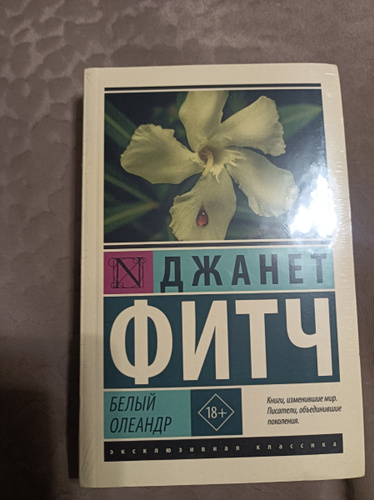 N ДЖАНЕТ
ФИТЧ
БЕЛЫЙ
ОЛЕАНДР
18+
Книги, изменившие мир.
Писатели, объединившие
поколения.
эксклюзивная классика